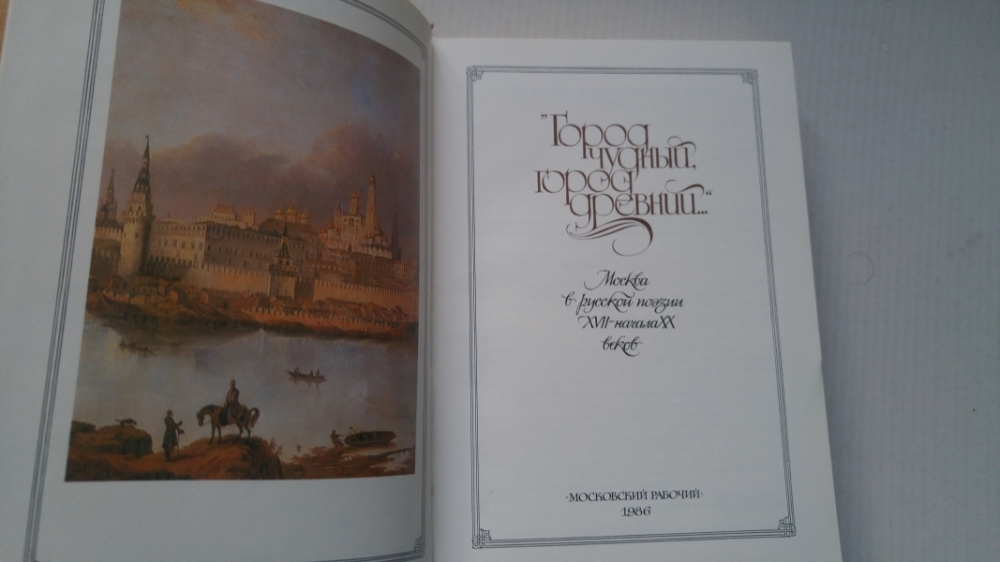 "Город
чудный,
город
древний..."
Москва
в русской поэзии
XVII-начала XX
веков
·МОСКОВСКИЙ РАБОЧИЙ·
1986